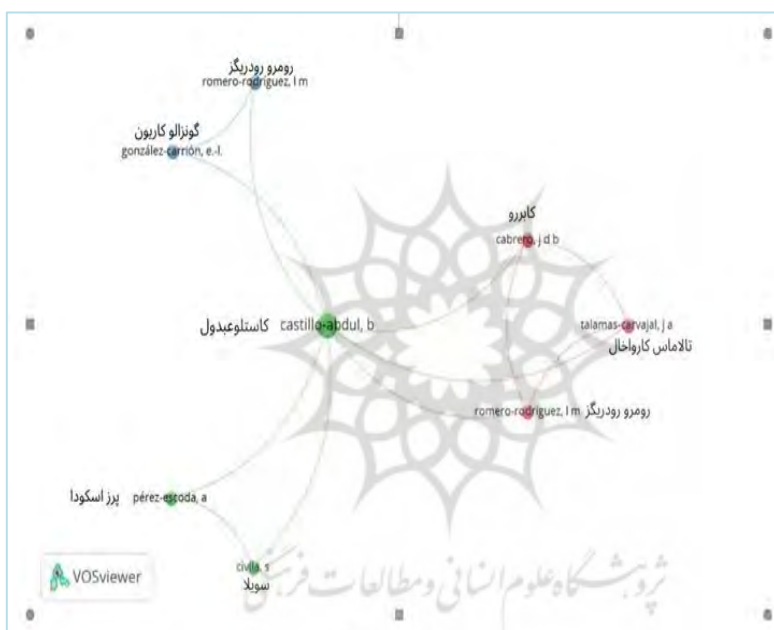 رومرو رودریگز
romero-rodríguez, l m
گونزالو کاریون
gonzález-carrión, e.-l.
کابررو
cabrero, j d b
کاستلوعبدول castillo-abdul, b
talamas-carvajal, j a
تالاماس کارواخال
romero-rodriguez, l m رومرو رودریگز
پرز اسکودا pérez-escoda, a
civila, s
سویلا
VOSviewer
پژوهشگاه علوم انسانی و مطالعات فرهنگی